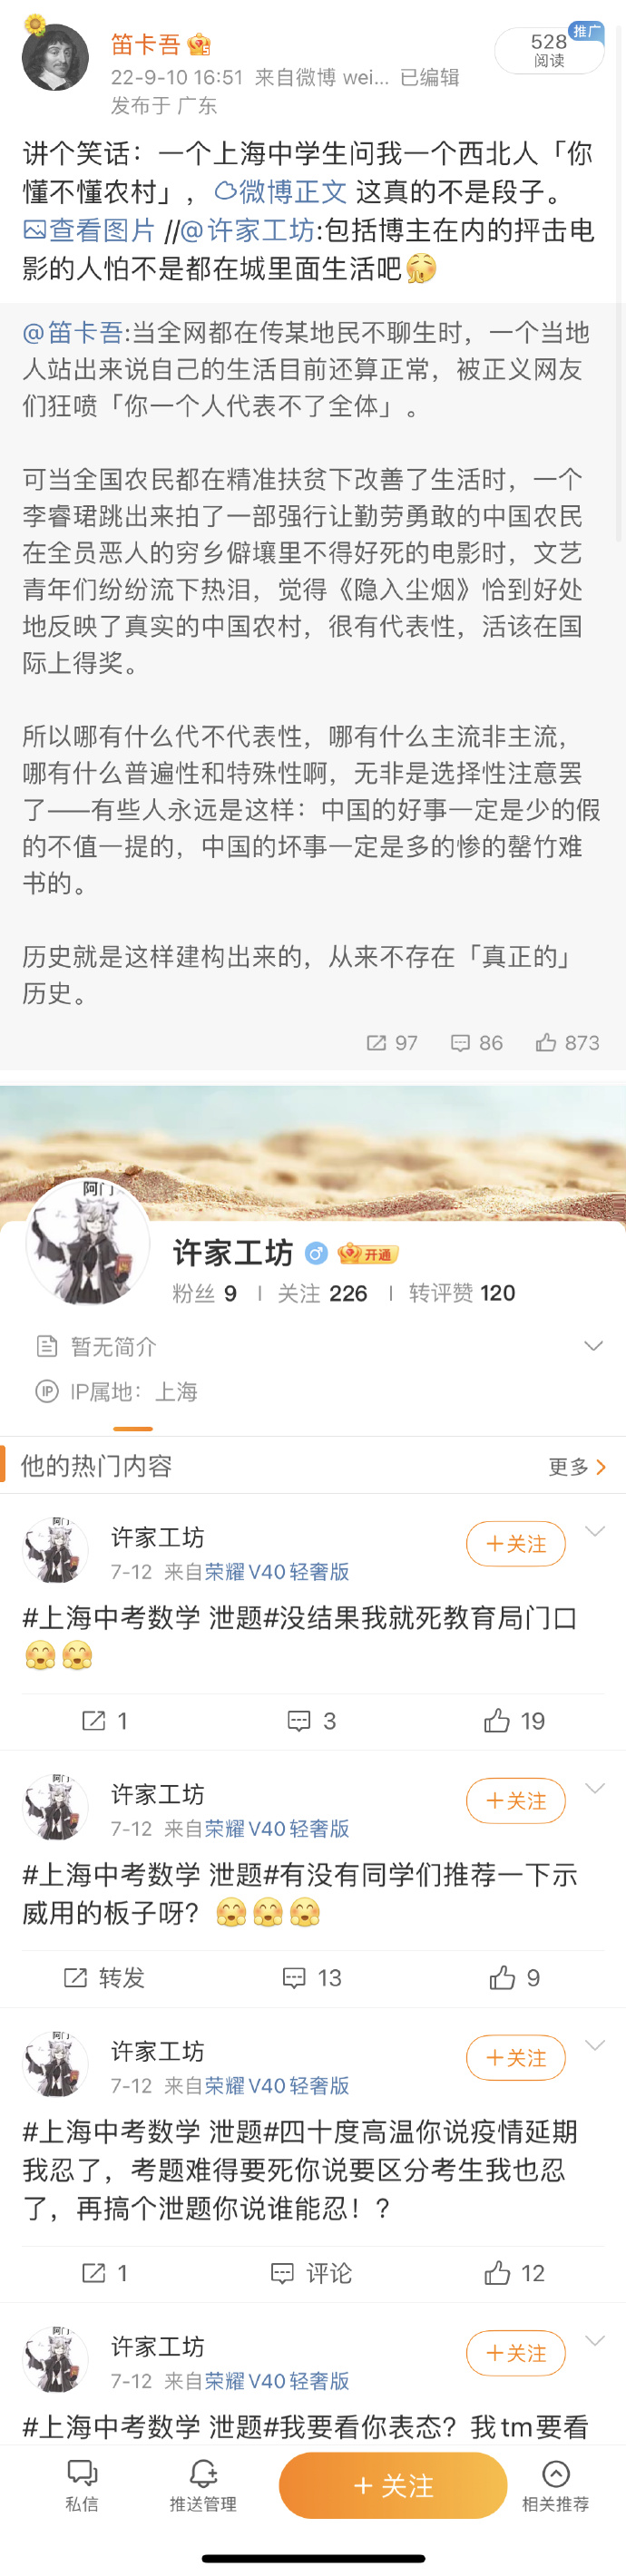 笛卡吾
推广
528
阅读
22-9-10 16:51 来自微博 wei... 已编辑
发布于 广东
讲个笑话：一个上海中学生问我一个西北人「你
懂不懂农村」，微博正文 这真的不是段子。
查看图片 //@许家工坊:包括博主在内的抨击电
影的人怕不是都在城里面生活吧
@笛卡吾:当全网都在传某地民不聊生时，一个当地
人站出来说自己的生活目前还算正常，被正义网友
们狂喷「你一个人代表不了全体」。
可当全国农民都在精准扶贫下改善了生活时，一个
李睿珺跳出来拍了一部强行让勤劳勇敢的中国农民
在全员恶人的穷乡僻壤里不得好死的电影时，文艺
青年们纷纷流下热泪，觉得《隐入尘烟》恰到好处
地反映了真实的中国农村，很有代表性，活该在国
际上得奖。
所以哪有什么代不代表性，哪有什么主流非主流，
哪有什么普遍性和特殊性啊，无非是选择性注意罢
了——有些人永远是这样：中国的好事一定是少的假
的不值一提的，中国的坏事一定是多的惨的罄竹难
书的。
历史就是这样建构出来的，从来不存在「真正的」
历史。
97 86 873
阿门
许家工坊 开通
粉丝 9 | 关注 226 | 转评赞 120
暂无简介
IP IP属地：上海
他的热门内容 更多
阿门
许家工坊 +关注
7-12 来自荣耀V40轻奢版
#上海中考数学 泄题#没结果我就死教育局门口
1 3 19
阿门
许家工坊 +关注
7-12 来自荣耀V40轻奢版
#上海中考数学 泄题#有没有同学们推荐一下示
威用的板子呀？
转发 13 9
阿门
许家工坊 +关注
7-12 来自荣耀V40轻奢版
#上海中考数学 泄题#四十度高温你说疫情延期
我忍了，考题难得要死你说要区分考生我也忍
了，再搞个泄题你说谁能忍！？
1 评论 12
阿门
许家工坊 +关注
7-12 来自荣耀V40轻奢版
#上海中考数学 泄题#我要看你表态？我tm要看
私信 推送管理 + 关注 相关推荐